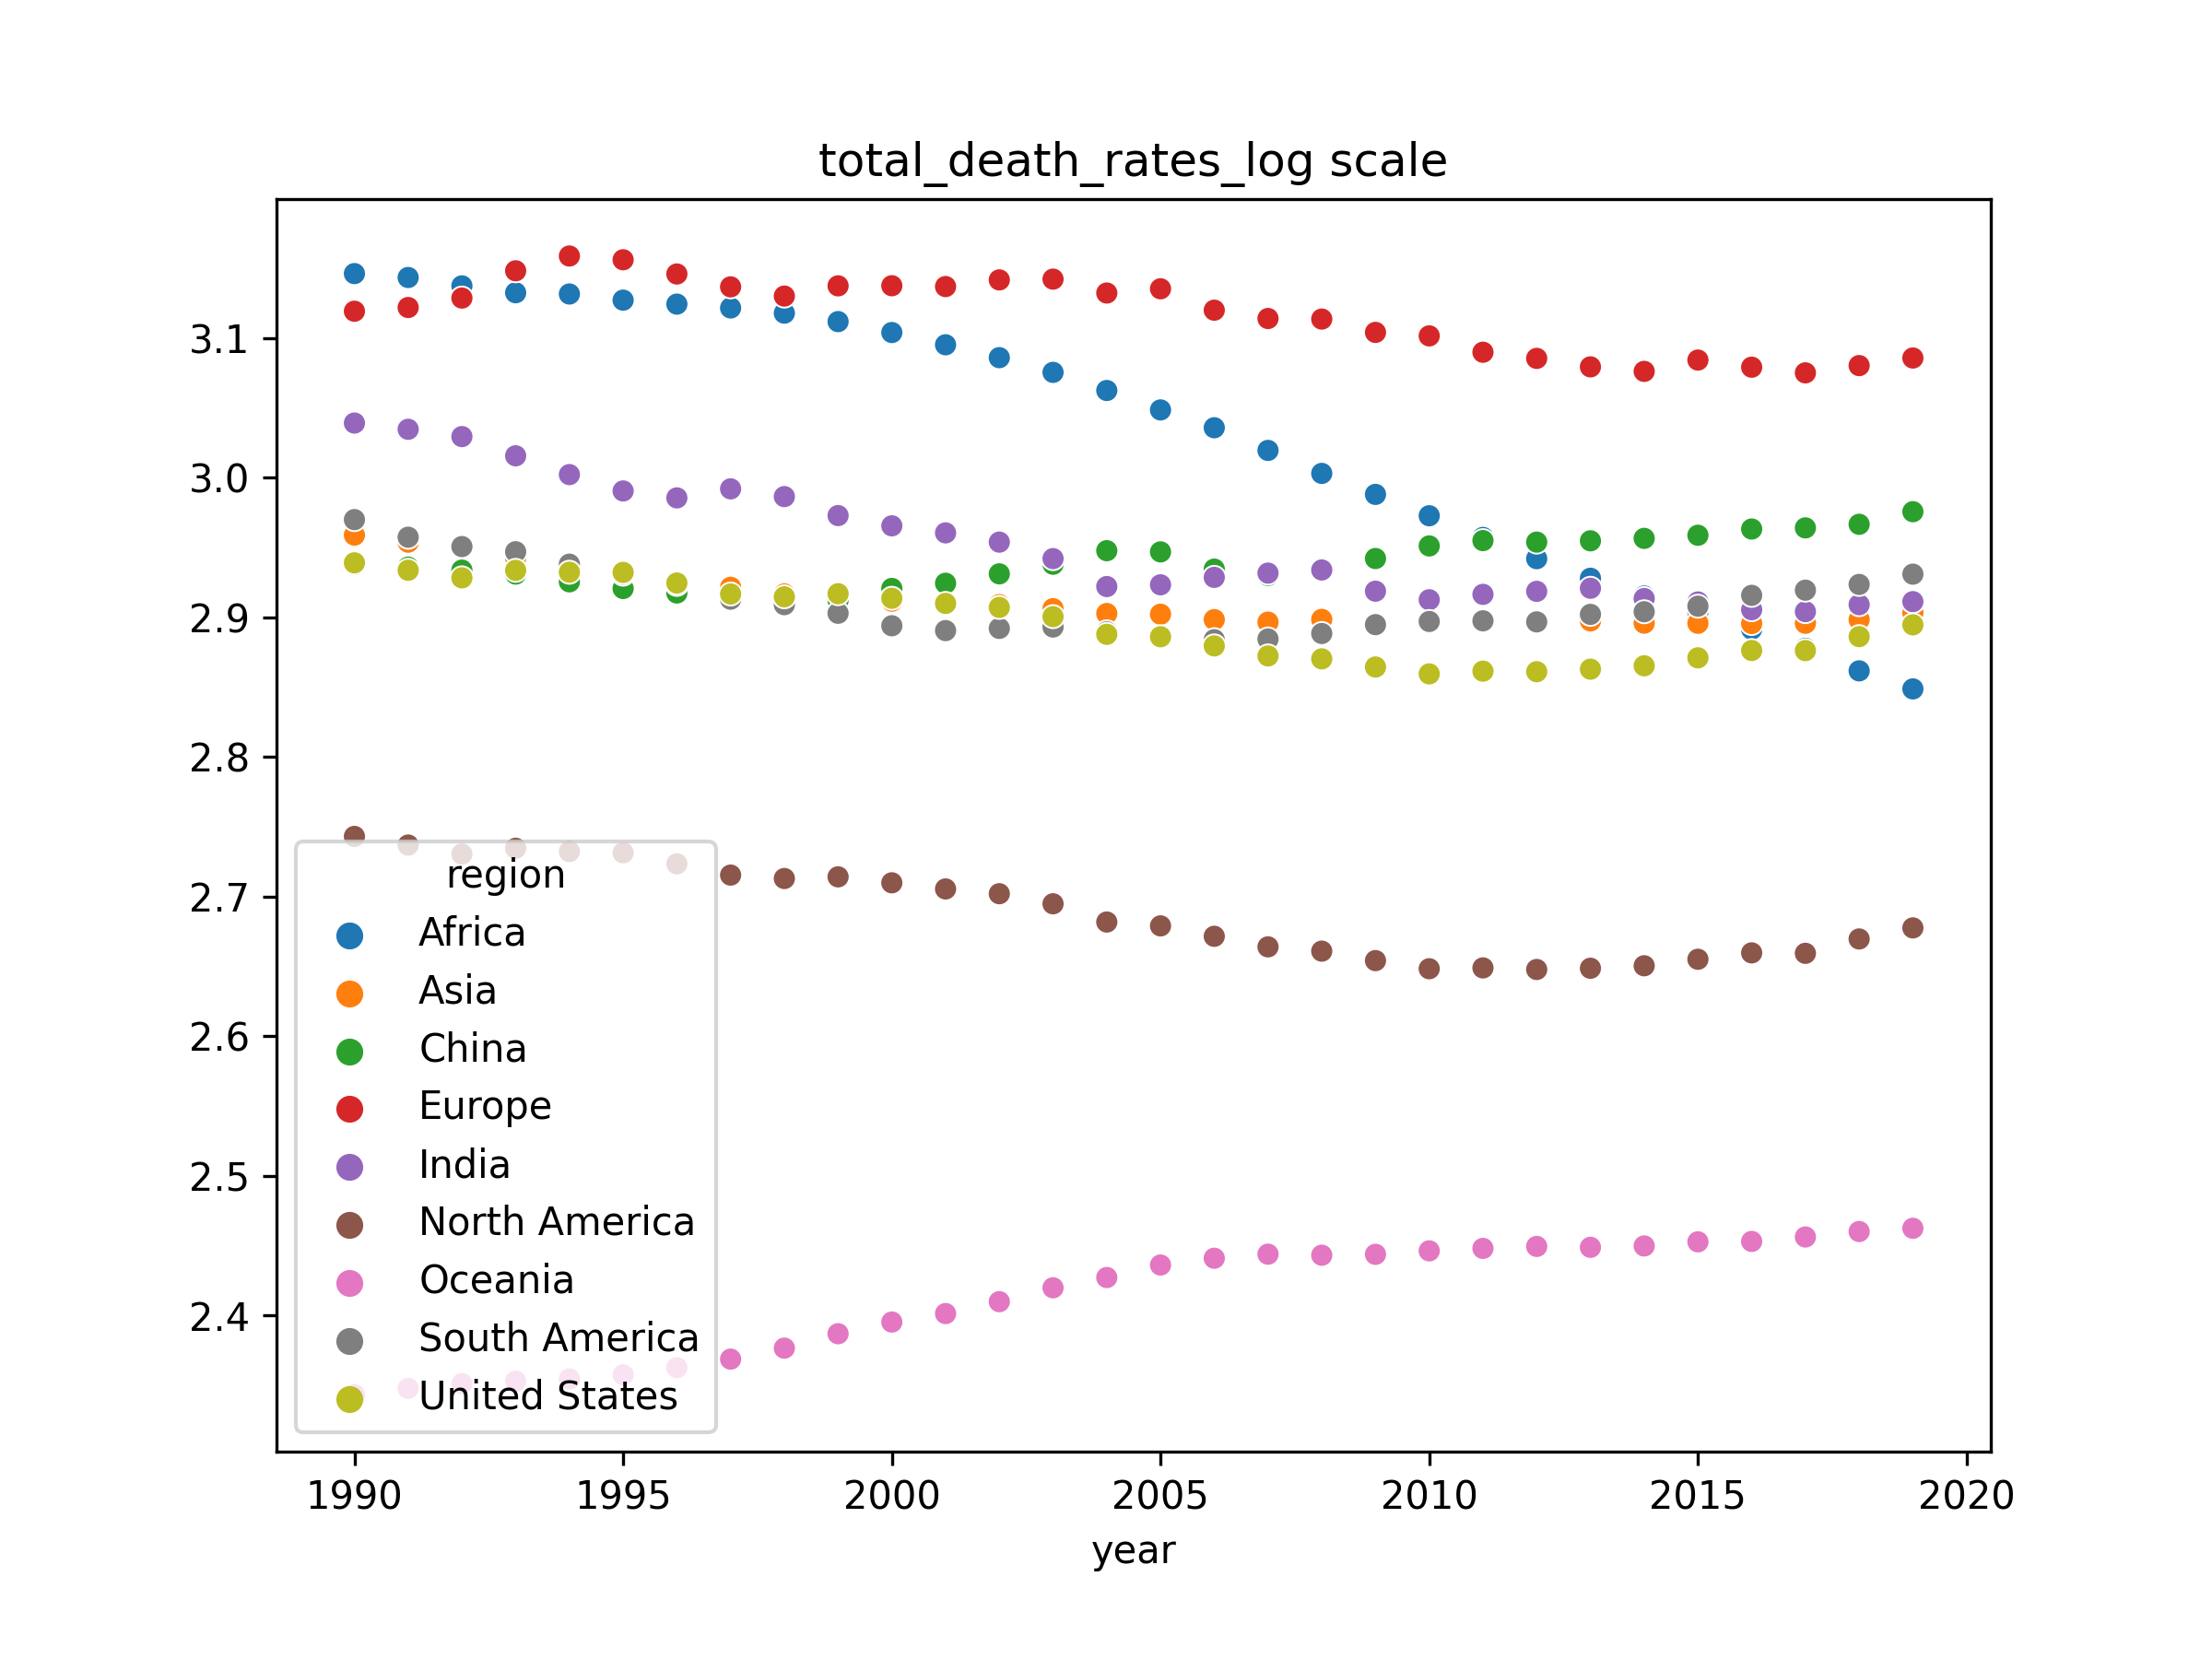 total_death_rates_log scale
3.1
3.0
2.9
2.8
2.7
2.6
2.5
2.4
region
Africa
Asia
China
Europe
India
North America
Oceania
South America
United States
1990 1995 2000 2005 2010 2015 2020
year